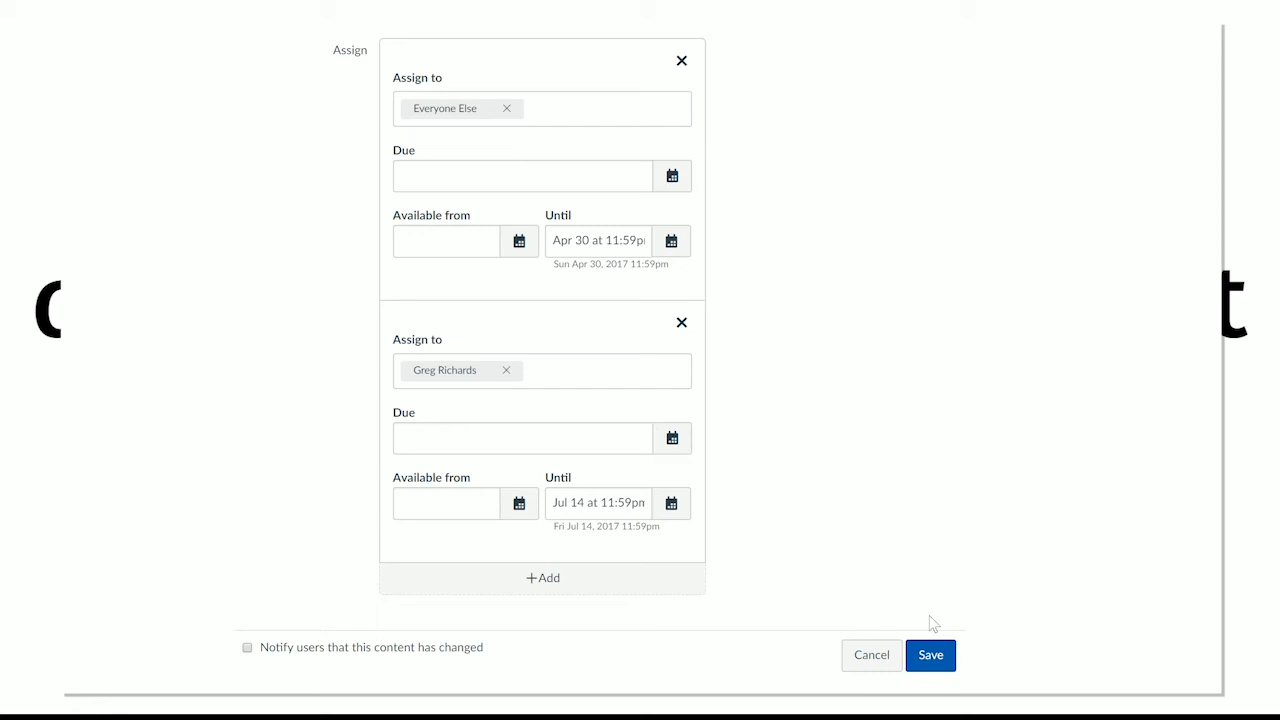 Assign
Assign to
Everyone Else
Due
Available from
Until
Apr 30 at 11:59p
Sun Apr 30, 2017 11:59pm
Assign to
Greg Richards
Due
Available from
Until
Jul 14 at 11:59pm
Fri Jul 14, 2017 11:59pm
+Add
Notify users that this content has changed
Cancel
Save
t